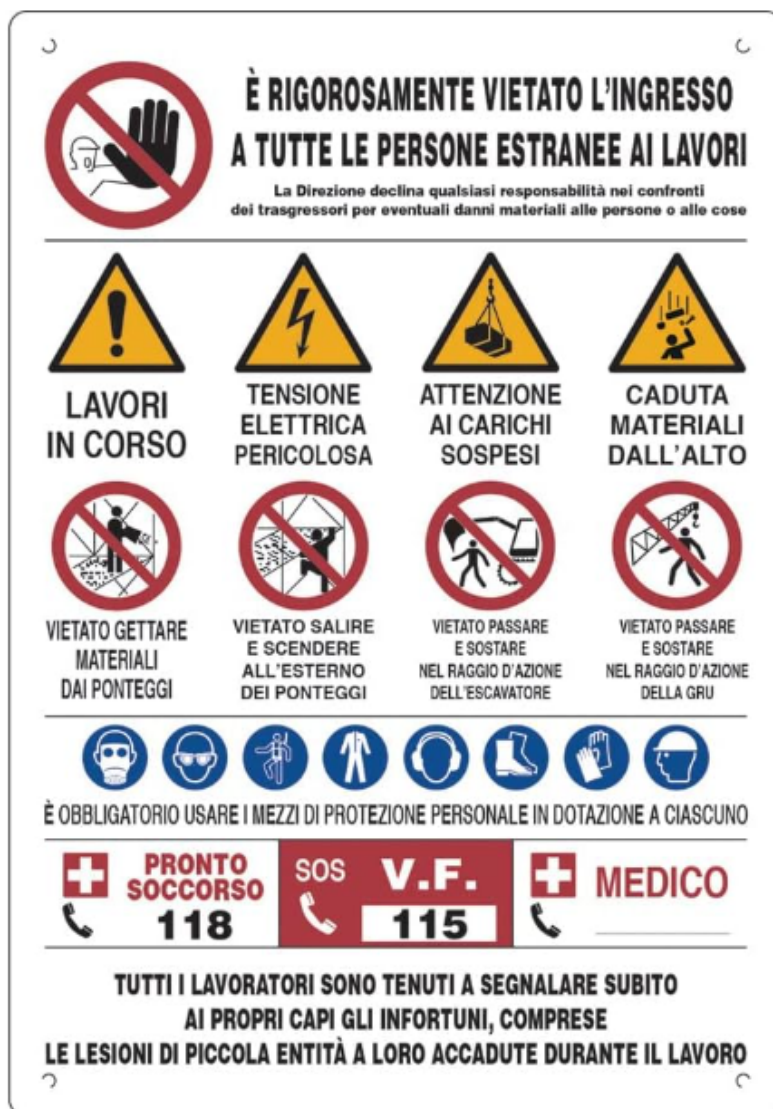 È RIGOROSAMENTE VIETATO L'INGRESSO
A TUTTE LE PERSONE ESTRANEE AI LAVORI
La Direzione declina qualsiasi responsabilità nei confronti
dei trasgressori per eventuali danni materiali alle persone o alle cose
LAVORI
IN CORSO
TENSIONE
ELETTRICA
PERICOLOSA
ATTENZIONE
AI CARICHI
SOSPESI
CADUTA
MATERIALI
DALL'ALTO
VIETATO GETTARE
MATERIALI
DAI PONTEGGI
VIETATO SALIRE
E SCENDERE
ALL'ESTERNO
DEI PONTEGGI
VIETATO PASSARE
E SOSTARE
NEL RAGGIO D'AZIONE
DELL'ESCAVATORE
VIETATO PASSARE
E SOSTARE
NEL RAGGIO D'AZIONE
DELLA GRU
È OBBLIGATORIO USARE I MEZZI DI PROTEZIONE PERSONALE IN DOTAZIONE A CIASCUNO
PRONTO
SOCCORSO
118
SOS V.F.
115
MEDICO
TUTTI I LAVORATORI SONO TENUTI A SEGNALARE SUBITO
AI PROPRI CAPI GLI INFORTUNI, COMPRESE
LE LESIONI DI PICCOLA ENTITÀ A LORO ACCADUTE DURANTE IL LAVORO